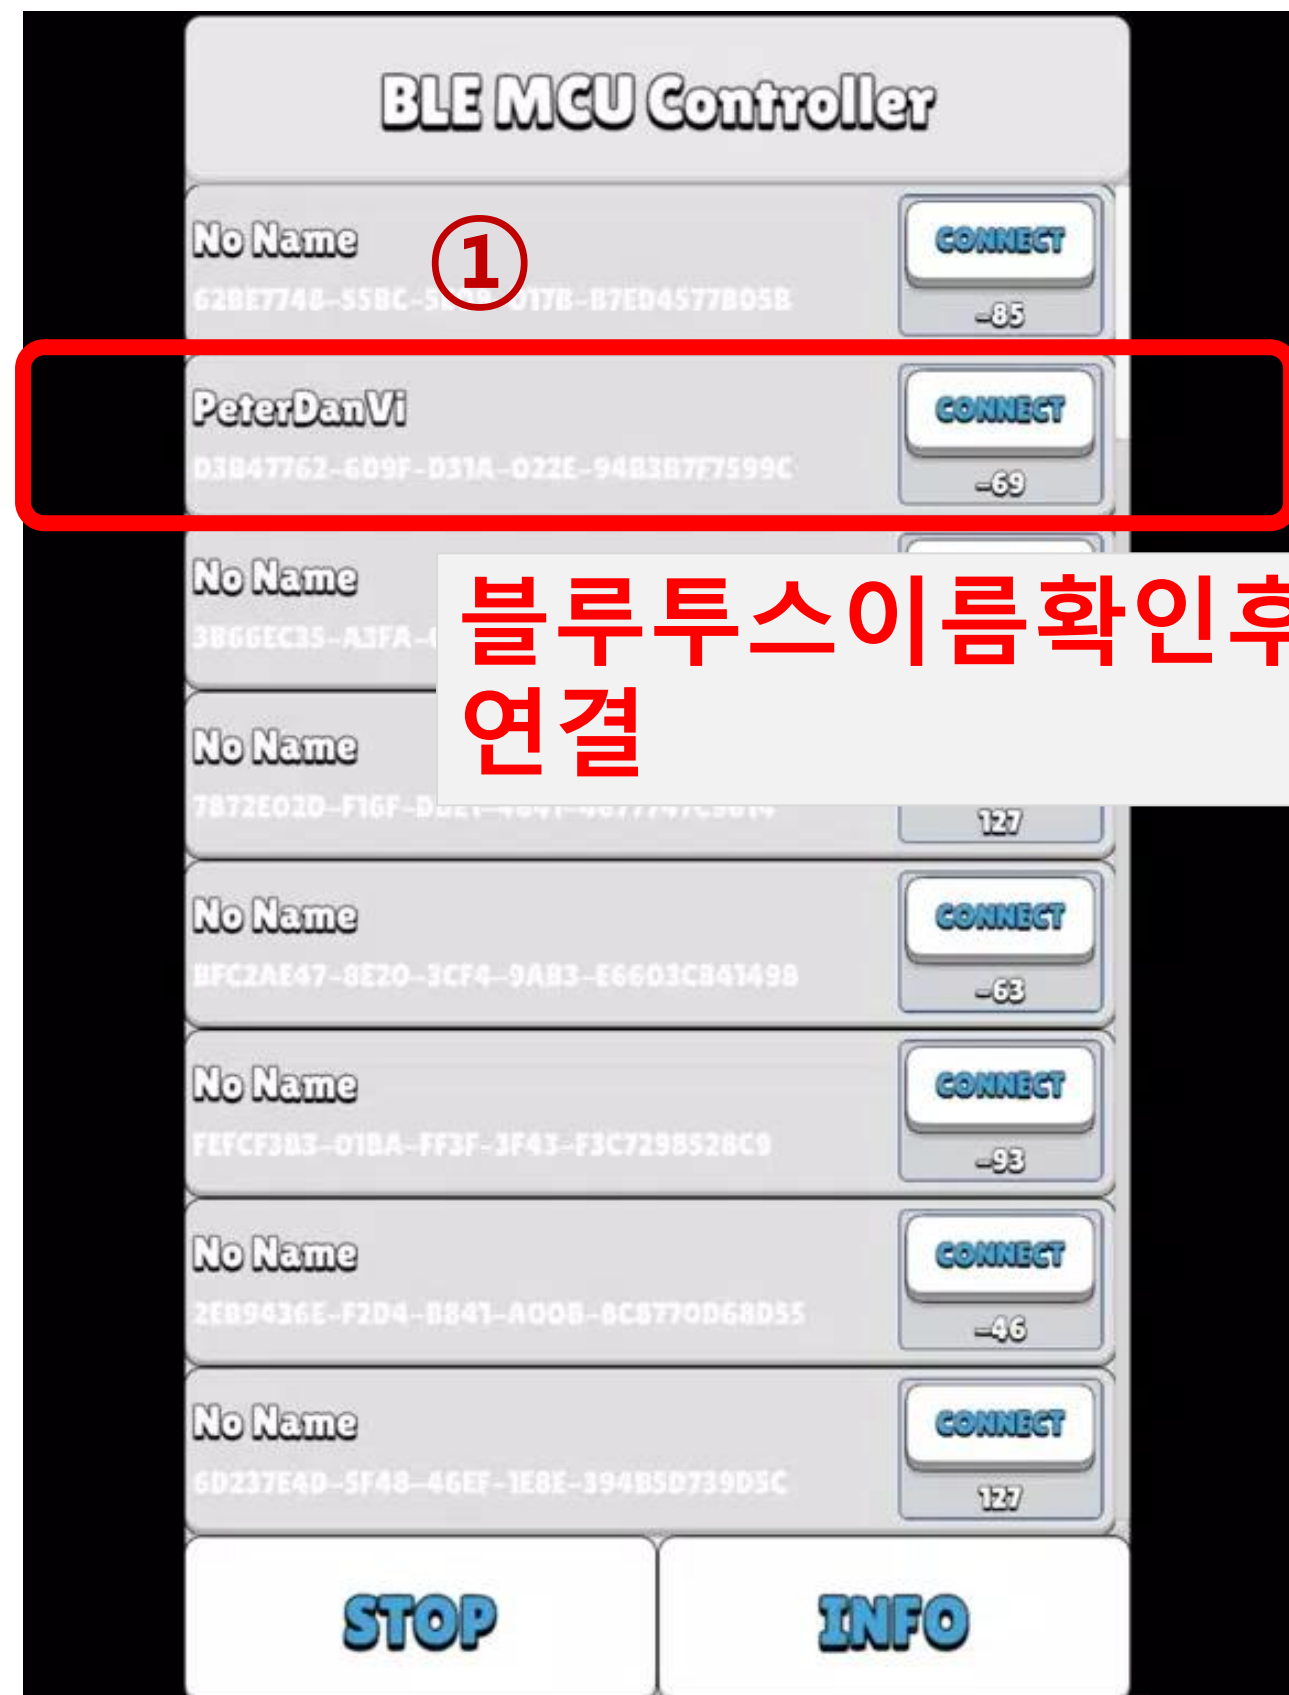 BLE MCU Controller
No Name
①
CONNECT
-85
PeterDanVi
CONNECT
D3B47762-6D9F-D31A-022E-94B3B7F7599C
-69
No Name
블루투스이름확인후
연결
No Name
127
No Name
CONNECT
BFC2AE47-8E20-3CF4-9AB3-E66D3C841498
-63
No Name
CONNECT
FEFCF3B3-01BA-FF3F-3F43-F3C7298528C9
-93
No Name
CONNECT
2EB9436E-F2D4-B841-A00B-8C8770D68D55
-46
No Name
CONNECT
6D237E4D-5F48-46EF-1E8E-394B5D739D5C
127
STOP
INFO